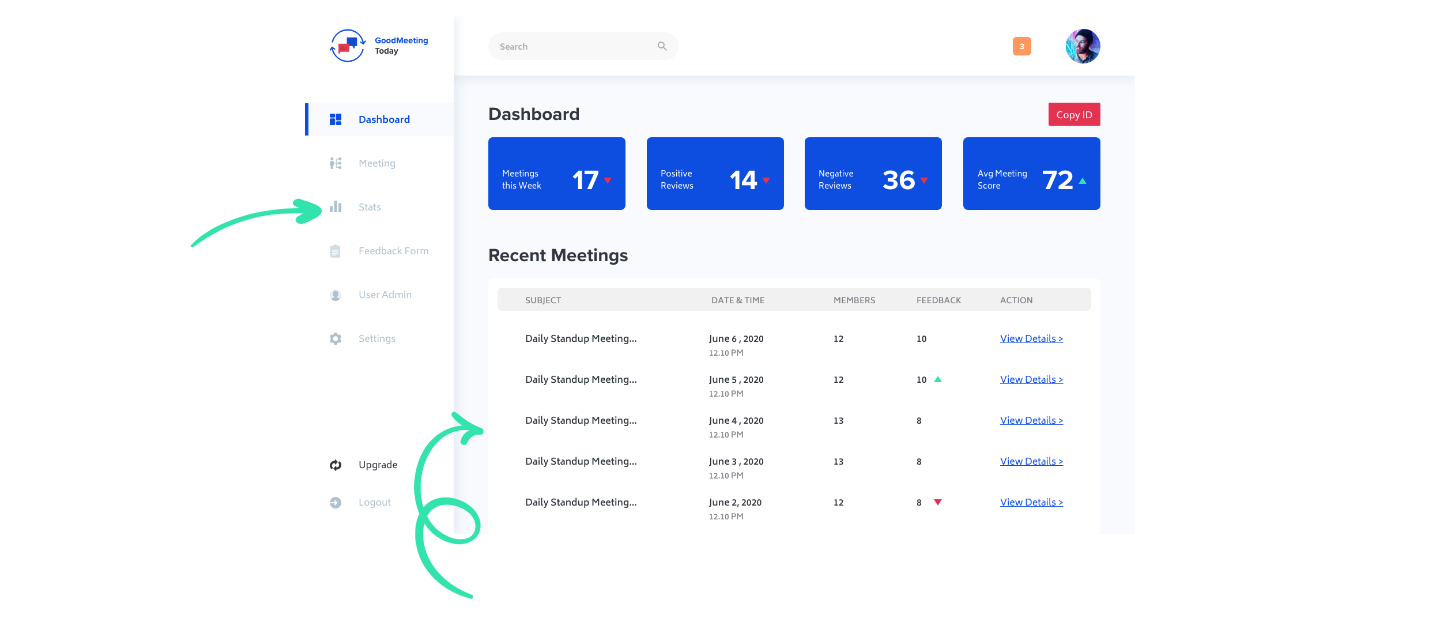 GoodMeeting
Today
Search
3
Dashboard
Meeting
Stats
Feedback Form
User Admin
Settings
Upgrade
Logout
Dashboard
Copy ID
Meetings
this Week
17
Positive
Reviews
14
Negative
Reviews
36
Avg Meeting
Score
72
Recent Meetings
SUBJECT DATE & TIME MEMBERS FEEDBACK ACTION
Daily Standup Meeting... June 6 , 2020 12 10 View Details >
12.10 PM
Daily Standup Meeting... June 5 , 2020 12 10 View Details >
12.10 PM
Daily Standup Meeting... June 4 , 2020 13 8 View Details >
12.10 PM
Daily Standup Meeting... June 3 , 2020 13 8 View Details >
12.10 PM
Daily Standup Meeting... June 2, 2020 12 8 View Details >
12.10 PM